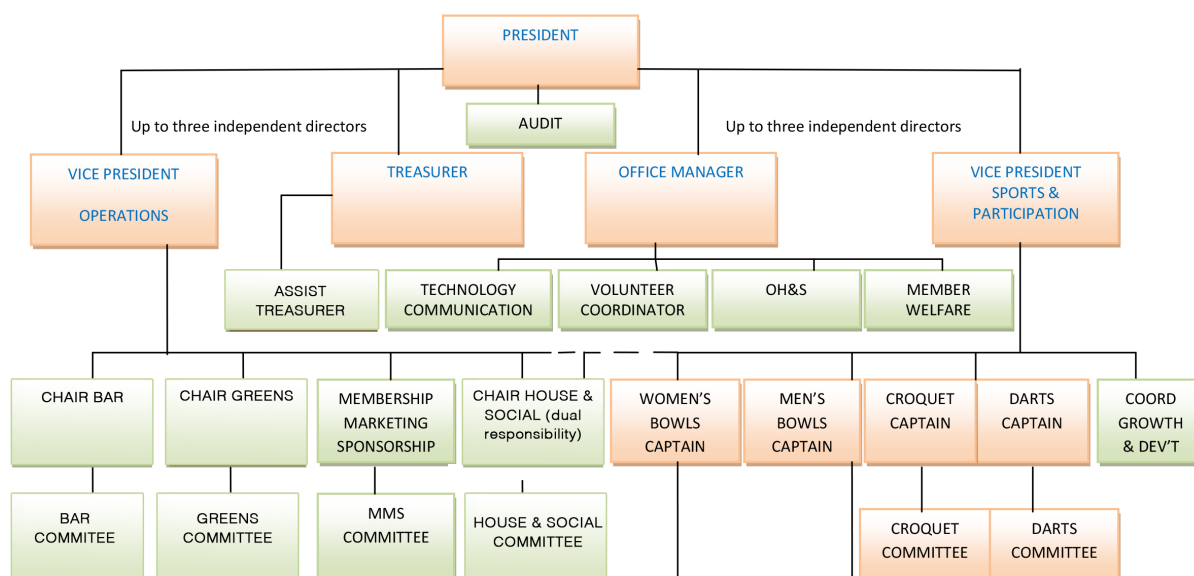 PRESIDENT
AUDIT
Up to three independent directors
Up to three independent directors
VICE PRESIDENT
OPERATIONS
TREASURER
OFFICE MANAGER
VICE PRESIDENT
SPORTS &
PARTICIPATION
ASSIST
TREASURER
TECHNOLOGY
COMMUNICATION
VOLUNTEER
COORDINATOR
OH&S
MEMBER
WELFARE
CHAIR BAR
CHAIR GREENS
MEMBERSHIP
MARKETING
SPONSORSHIP
CHAIR HOUSE &
SOCIAL (dual
responsibility)
WOMEN’S
BOWLS
CAPTAIN
MEN’S
BOWLS
CAPTAIN
CROQUET
CAPTAIN
DARTS
CAPTAIN
COORD
GROWTH
& DEV’T
BAR
COMMITEE
GREENS
COMMITTEE
MMS
COMMITTEE
HOUSE & SOCIAL
COMMITTEE
CROQUET
COMMITTEE
DARTS
COMMITTEE